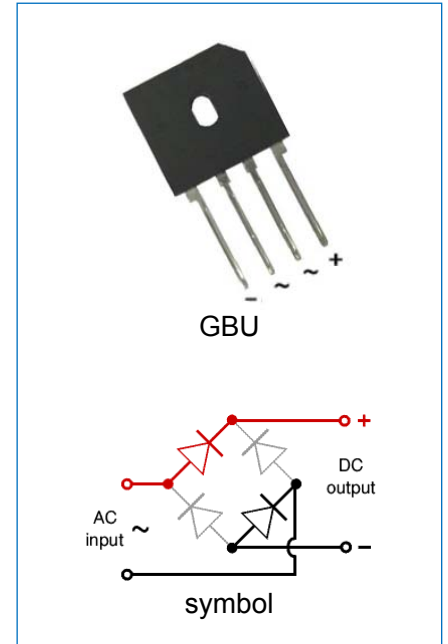 - ~ ~ +
GBU
+
DC
output
AC
input ~
−
symbol